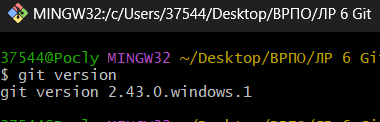 MINGW32:/c/Users/37544/Desktop/ВРПО/ЛР 6 Git
37544@Pocly MINGW32 ~/Desktop/ВРПО/ЛР 6 Git
$ git version
git version 2.43.0.windows.1